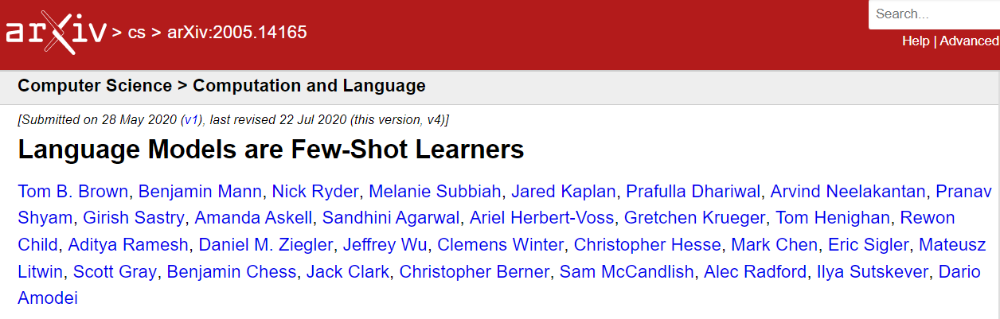 arXiv > cs > arXiv:2005.14165
Search...
Help | Advanced
Computer Science > Computation and Language
[Submitted on 28 May 2020 (v1), last revised 22 Jul 2020 (this version, v4)]
Language Models are Few-Shot Learners
Tom B. Brown, Benjamin Mann, Nick Ryder, Melanie Subbiah, Jared Kaplan, Prafulla Dhariwal, Arvind Neelakantan, Pranav
Shyam, Girish Sastry, Amanda Askell, Sandhini Agarwal, Ariel Herbert-Voss, Gretchen Krueger, Tom Henighan, Rewon
Child, Aditya Ramesh, Daniel M. Ziegler, Jeffrey Wu, Clemens Winter, Christopher Hesse, Mark Chen, Eric Sigler, Mateusz
Litwin, Scott Gray, Benjamin Chess, Jack Clark, Christopher Berner, Sam McCandlish, Alec Radford, Ilya Sutskever, Dario
Amodei